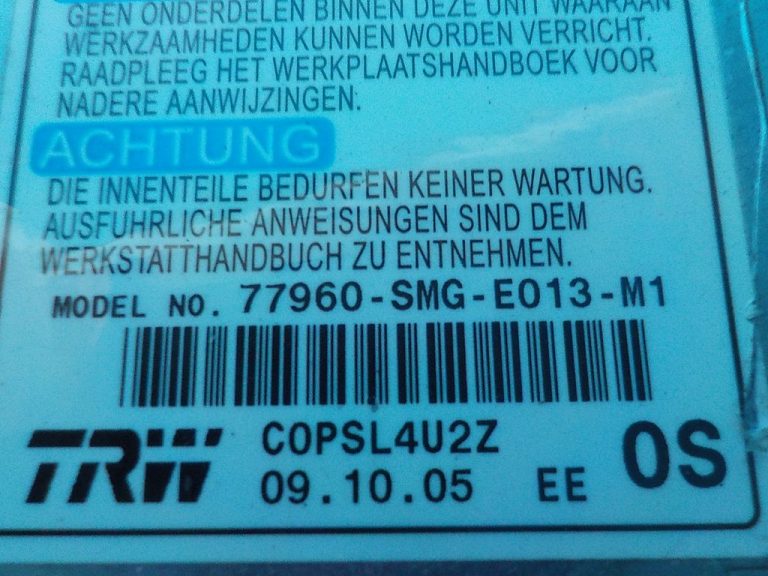 GEEN ONDERDELEN BINNEN DEZE UNIT WAARAAN
WERKZAAMHEDEN KUNNEN WORDEN VERRICHT.
RAADPLEEG HET WERKPLAATSHANDBOEK VOOR
NADERE AANWIJZINGEN.
ACHTUNG
DIE INNENTEILE BEDURFEN KEINER WARTUNG.
AUSFUHRLICHE ANWEISUNGEN SIND DEM
WERKSTATTHANDBUCH ZU ENTNEHMEN.
MODEL NO. 77960-SMG-E013-M1
TRW C0PSL4U2Z
09.10.05 EE 0S